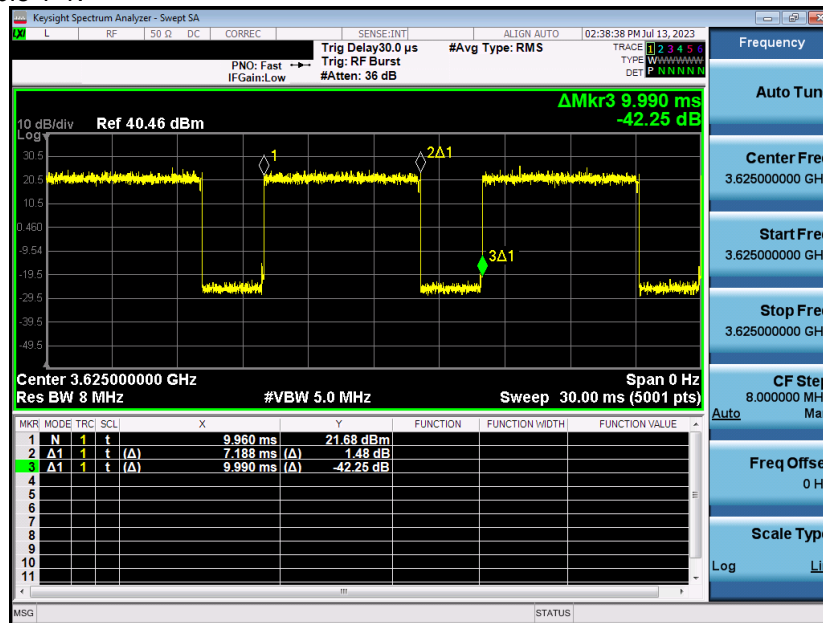 Keysight Spectrum Analyzer - Swept SA
LXI L RF 50 Ω DC CORREC SENSE:INT ALIGN AUTO 02:38:38 PM Jul 13, 2023
Trig Delay30.0 µs #Avg Type: RMS TRACE 1 2 3 4 5 6
PNO: Fast Trig: RF Burst TYPE WWWWWW
IFGain:Low #Atten: 36 dB DET P N N N N N
ΔMkr3 9.990 ms
-42.25 dB
10 dB/div Ref 40.46 dBm
Log
30.5
20.5
10.5
0.460
-9.54
-19.5
-29.5
-39.5
-49.5
1
2Δ1
3Δ1
Center 3.625000000 GHz Span 0 Hz
Res BW 8 MHz #VBW 5.0 MHz Sweep 30.00 ms (5001 pts)
MKR MODE TRC SCL X Y FUNCTION FUNCTION WIDTH FUNCTION VALUE
1 N 1 t 9.960 ms 21.68 dBm
2 Δ1 1 t (Δ) 7.188 ms (Δ) 1.48 dB
3 Δ1 1 t (Δ) 9.990 ms (Δ) -42.25 dB
4
5
6
7
8
9
10
11
MSG STATUS
Frequency
Auto Tun
Center Fre
3.625000000 GH
Start Fre
3.625000000 GH
Stop Fre
3.625000000 GH
CF Step
8.000000 MH
Auto Ma
Freq Offse
0 H
Scale Type
Log Li